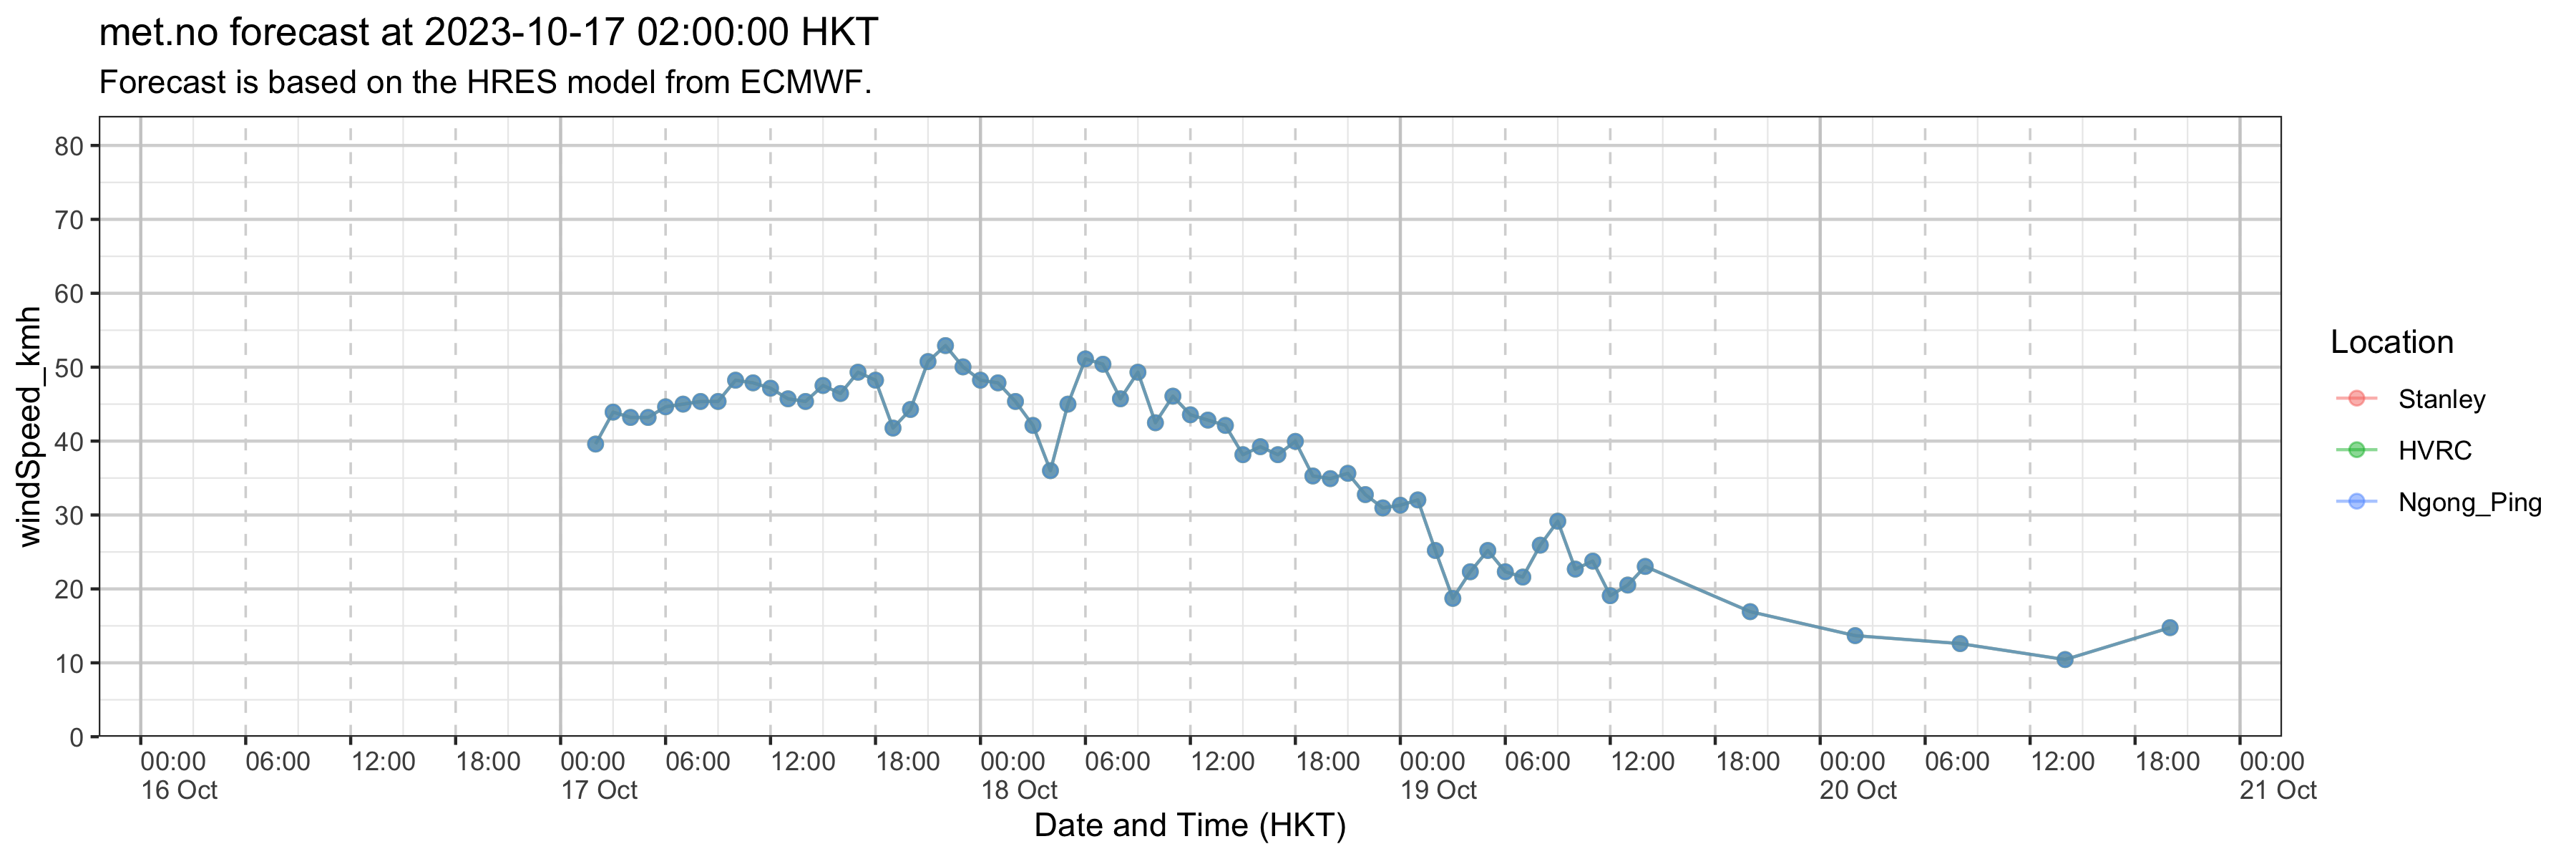 met.no forecast at 2023-10-17 02:00:00 HKT
Forecast is based on the HRES model from ECMWF.
windSpeed_kmh
80
70
60
50
40
30
20
10
0
00:00 06:00 12:00 18:00 00:00 06:00 12:00 18:00 00:00 06:00 12:00 18:00 00:00 06:00 12:00 18:00 00:00 06:00 12:00 18:00 00:00
16 Oct 17 Oct 18 Oct 19 Oct 20 Oct 21 Oct
Date and Time (HKT)
Location
Stanley
HVRC
Ngong_Ping